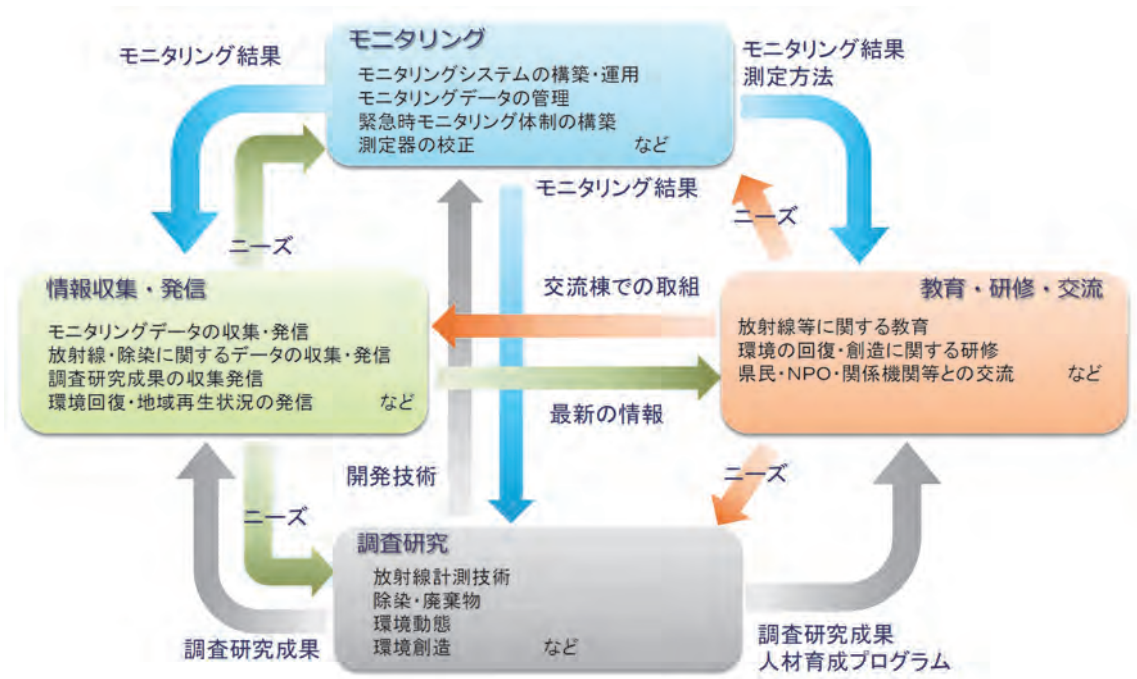 モニタリング
モニタリング結果
モニタリング結果
測定方法
モニタリングシステムの構築・運用
モニタリングデータの管理
緊急時モニタリング体制の構築
測定器の校正　など
モニタリング結果
ニーズ
ニーズ
情報収集・発信
交流棟での取組
教育・研修・交流
モニタリングデータの収集・発信
放射線・除染に関するデータの収集・発信
調査研究成果の収集発信
環境回復・地域再生状況の発信　など
放射線等に関する教育
環境の回復・創造に関する研修
県民・NPO・関係機関等との交流　など
最新の情報
開発技術
ニーズ
ニーズ
調査研究
放射線計測技術
除染・廃棄物
環境動態
環境創造　など
調査研究成果
調査研究成果
人材育成プログラム